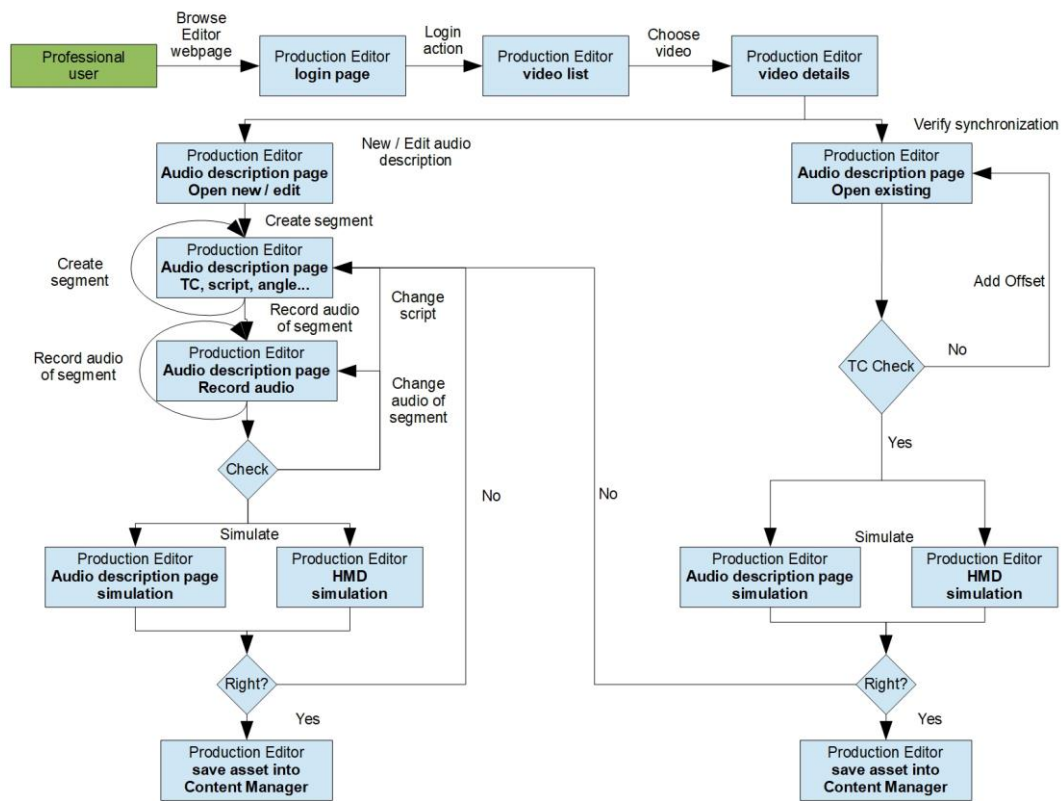 Browse
Editor
webpage
Login
action
Choose
video
Professional
user
Production Editor
login page
Production Editor
video list
Production Editor
video details
New / Edit audio
description
Verify synchronization
Production Editor
Audio description page
Open new / edit
Production Editor
Audio description page
Open existing
Create segment
Create
segment
Production Editor
Audio description page
TC, script, angle...
Change
script
Add Offset
Record audio
of segment
Record audio
of segment
Production Editor
Audio description page
Record audio
Change
audio of
segment
TC Check
No
Yes
Check
No
No
Simulate
Production Editor
Audio description page
simulation
Production Editor
HMD
simulation
Simulate
Production Editor
Audio description page
simulation
Production Editor
HMD
simulation
Right?
Right?
Yes
Yes
Production Editor
save asset into
Content Manager
Production Editor
save asset into
Content Manager